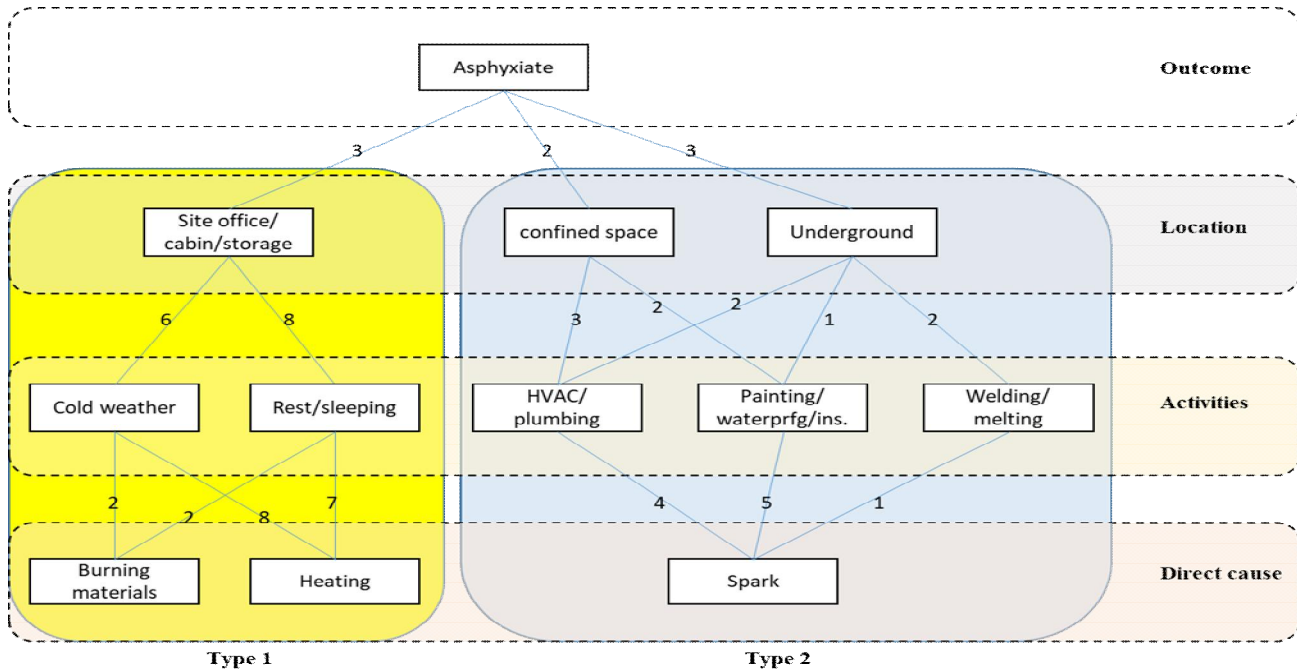 Asphyxiate
Outcome
3
2
3
Site office/
cabin/storage
confined space
Underground
Location
6
8
3
2
2
1
2
Cold weather
Rest/sleeping
HVAC/
plumbing
Painting/
waterprfg/ins.
Welding/
melting
Activities
2
2
8
7
4
5
1
Burning
materials
Heating
Spark
Direct cause
Type 1
Type 2